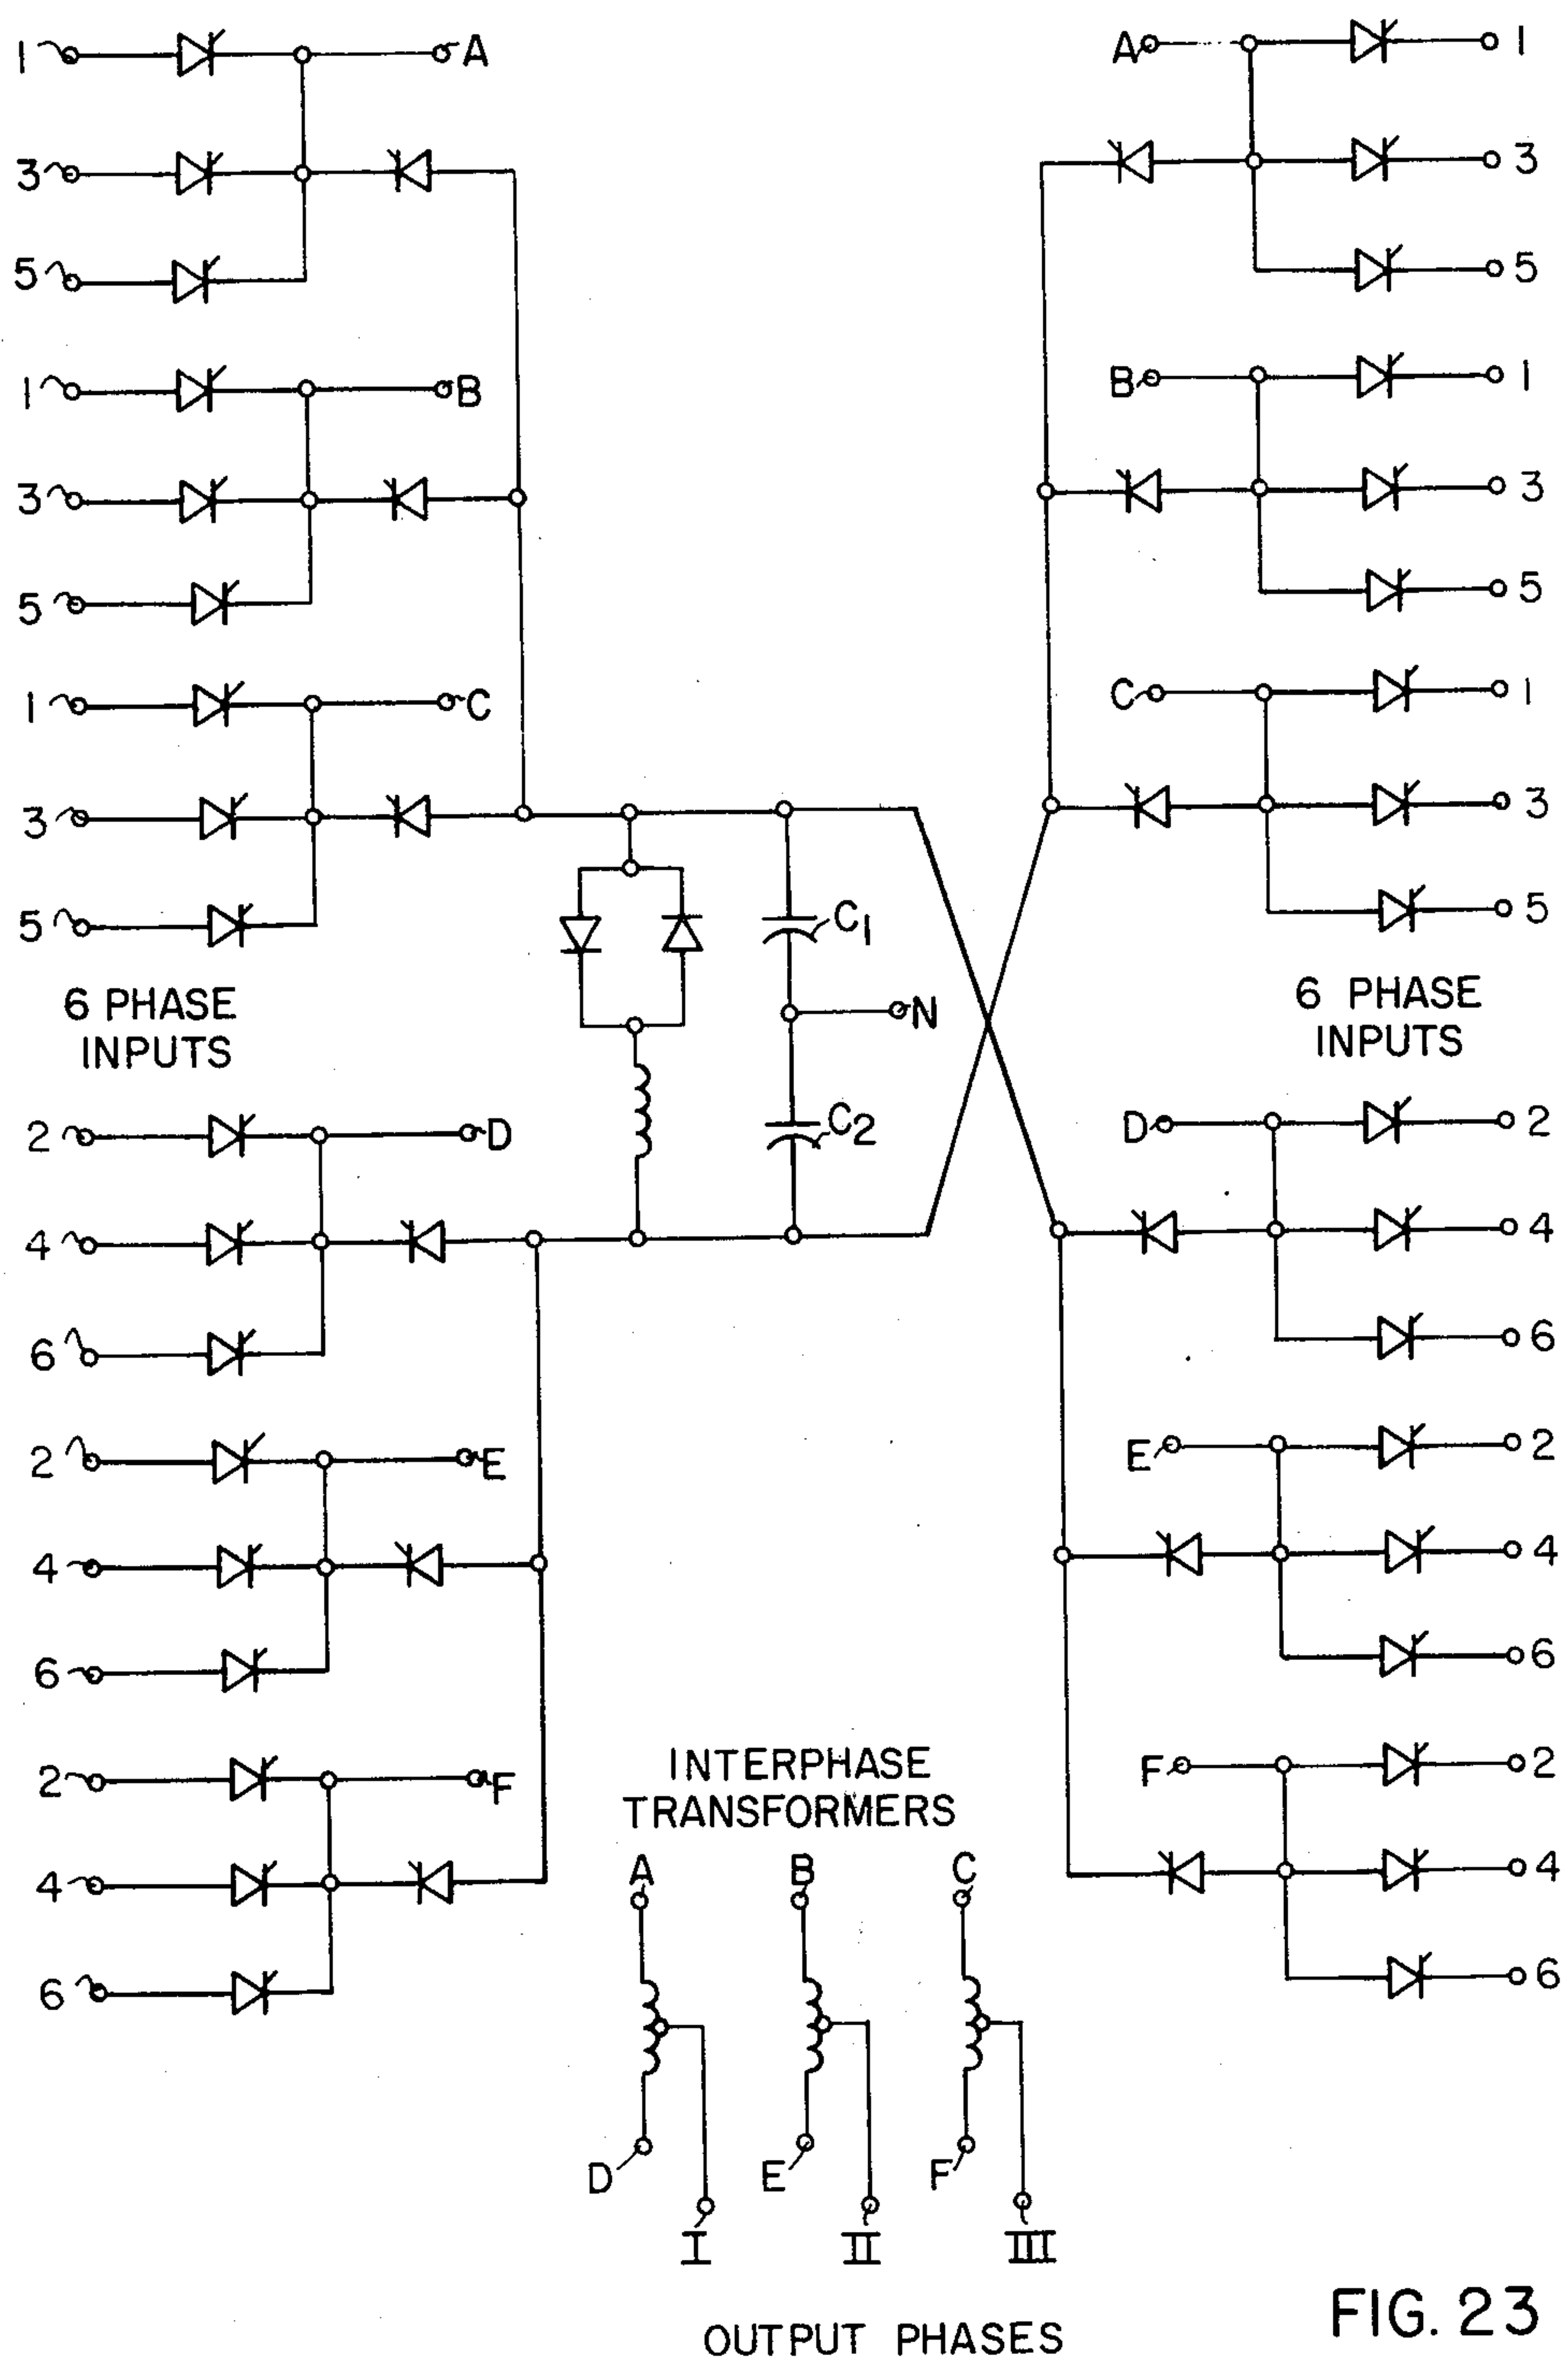 1 A
3
5
1 B
3
5
1 C
3
5
6 PHASE
INPUTS
2 D
4
6
2 E
4
6
2 F
4
6
C1
N
C2
A 1
3
5
B 1
3
5
C 1
3
5
6 PHASE
INPUTS
D 2
4
6
E 2
4
6
F 2
4
6
INTERPHASE
TRANSFORMERS
A B C
D E F
I II III
OUTPUT PHASES
FIG. 23